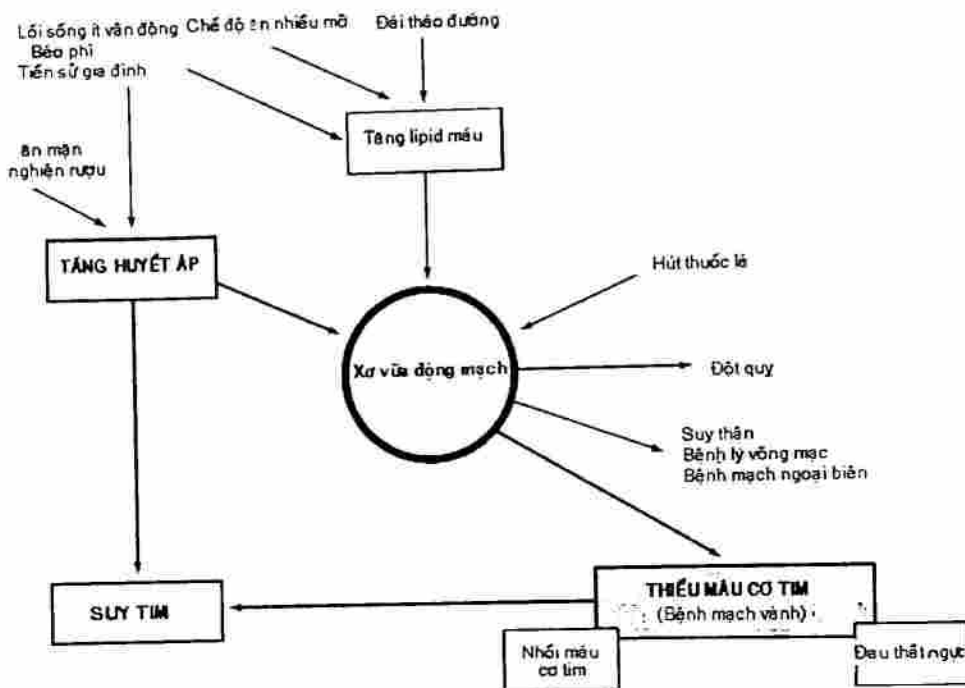 Lối sống ít vận động
Béo phì
Tiền sử gia đình
Chế độ ăn nhiều mỡ
Đái tháo đường
Tăng lipid máu
ăn mặn
nghiện rượu
TĂNG HUYẾT ÁP
Hút thuốc lá
Xơ vữa động mạch
Đột quỵ
Suy thận
Bệnh lý võng mạc
Bệnh mạch ngoại biên
SUY TIM
THIẾU MÁU CƠ TIM
(Bệnh mạch vành)
Nhồi máu
cơ tim
Đau thắt ngực